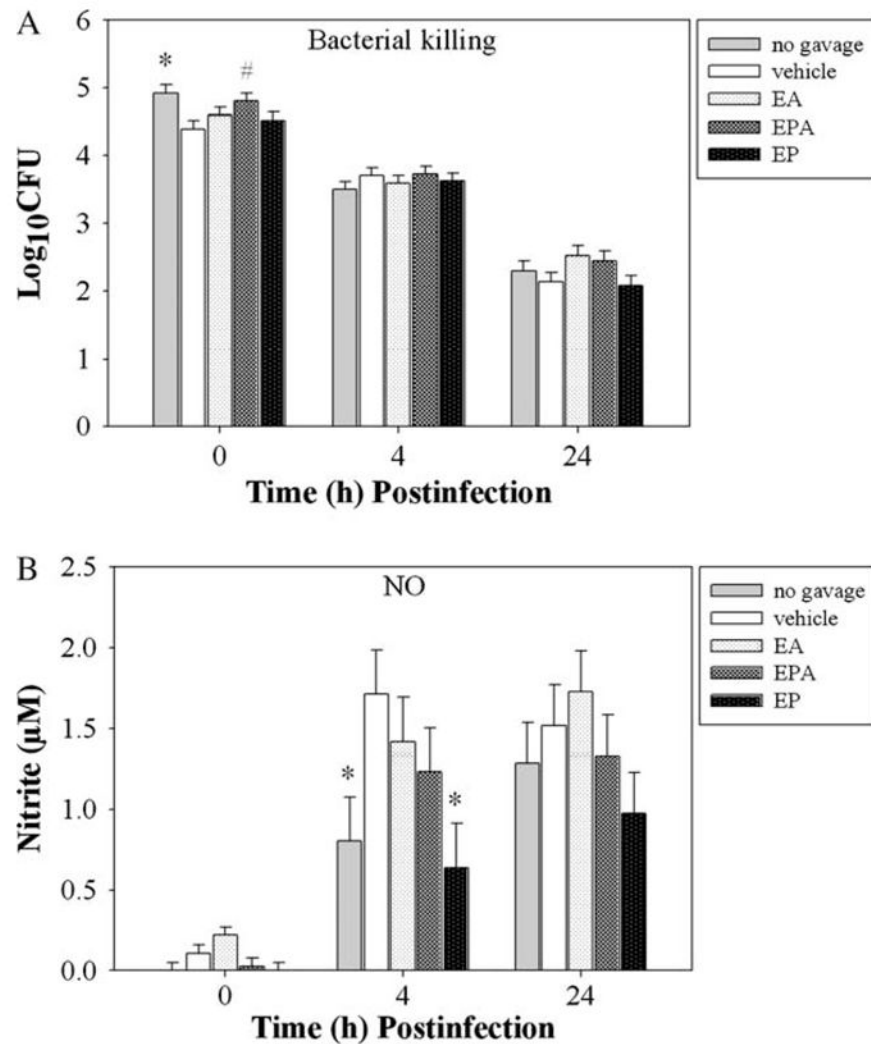 A
Bacterial killing
6
5
4
3
2
1
0
Log10CFU
*
#
0 4 24
Time (h) Postinfection
no gavage
vehicle
EA
EPA
EP
B
NO
2.5
2.0
1.5
1.0
0.5
0.0
Nitrite (µM)
*
*
0 4 24
Time (h) Postinfection
no gavage
vehicle
EA
EPA
EP